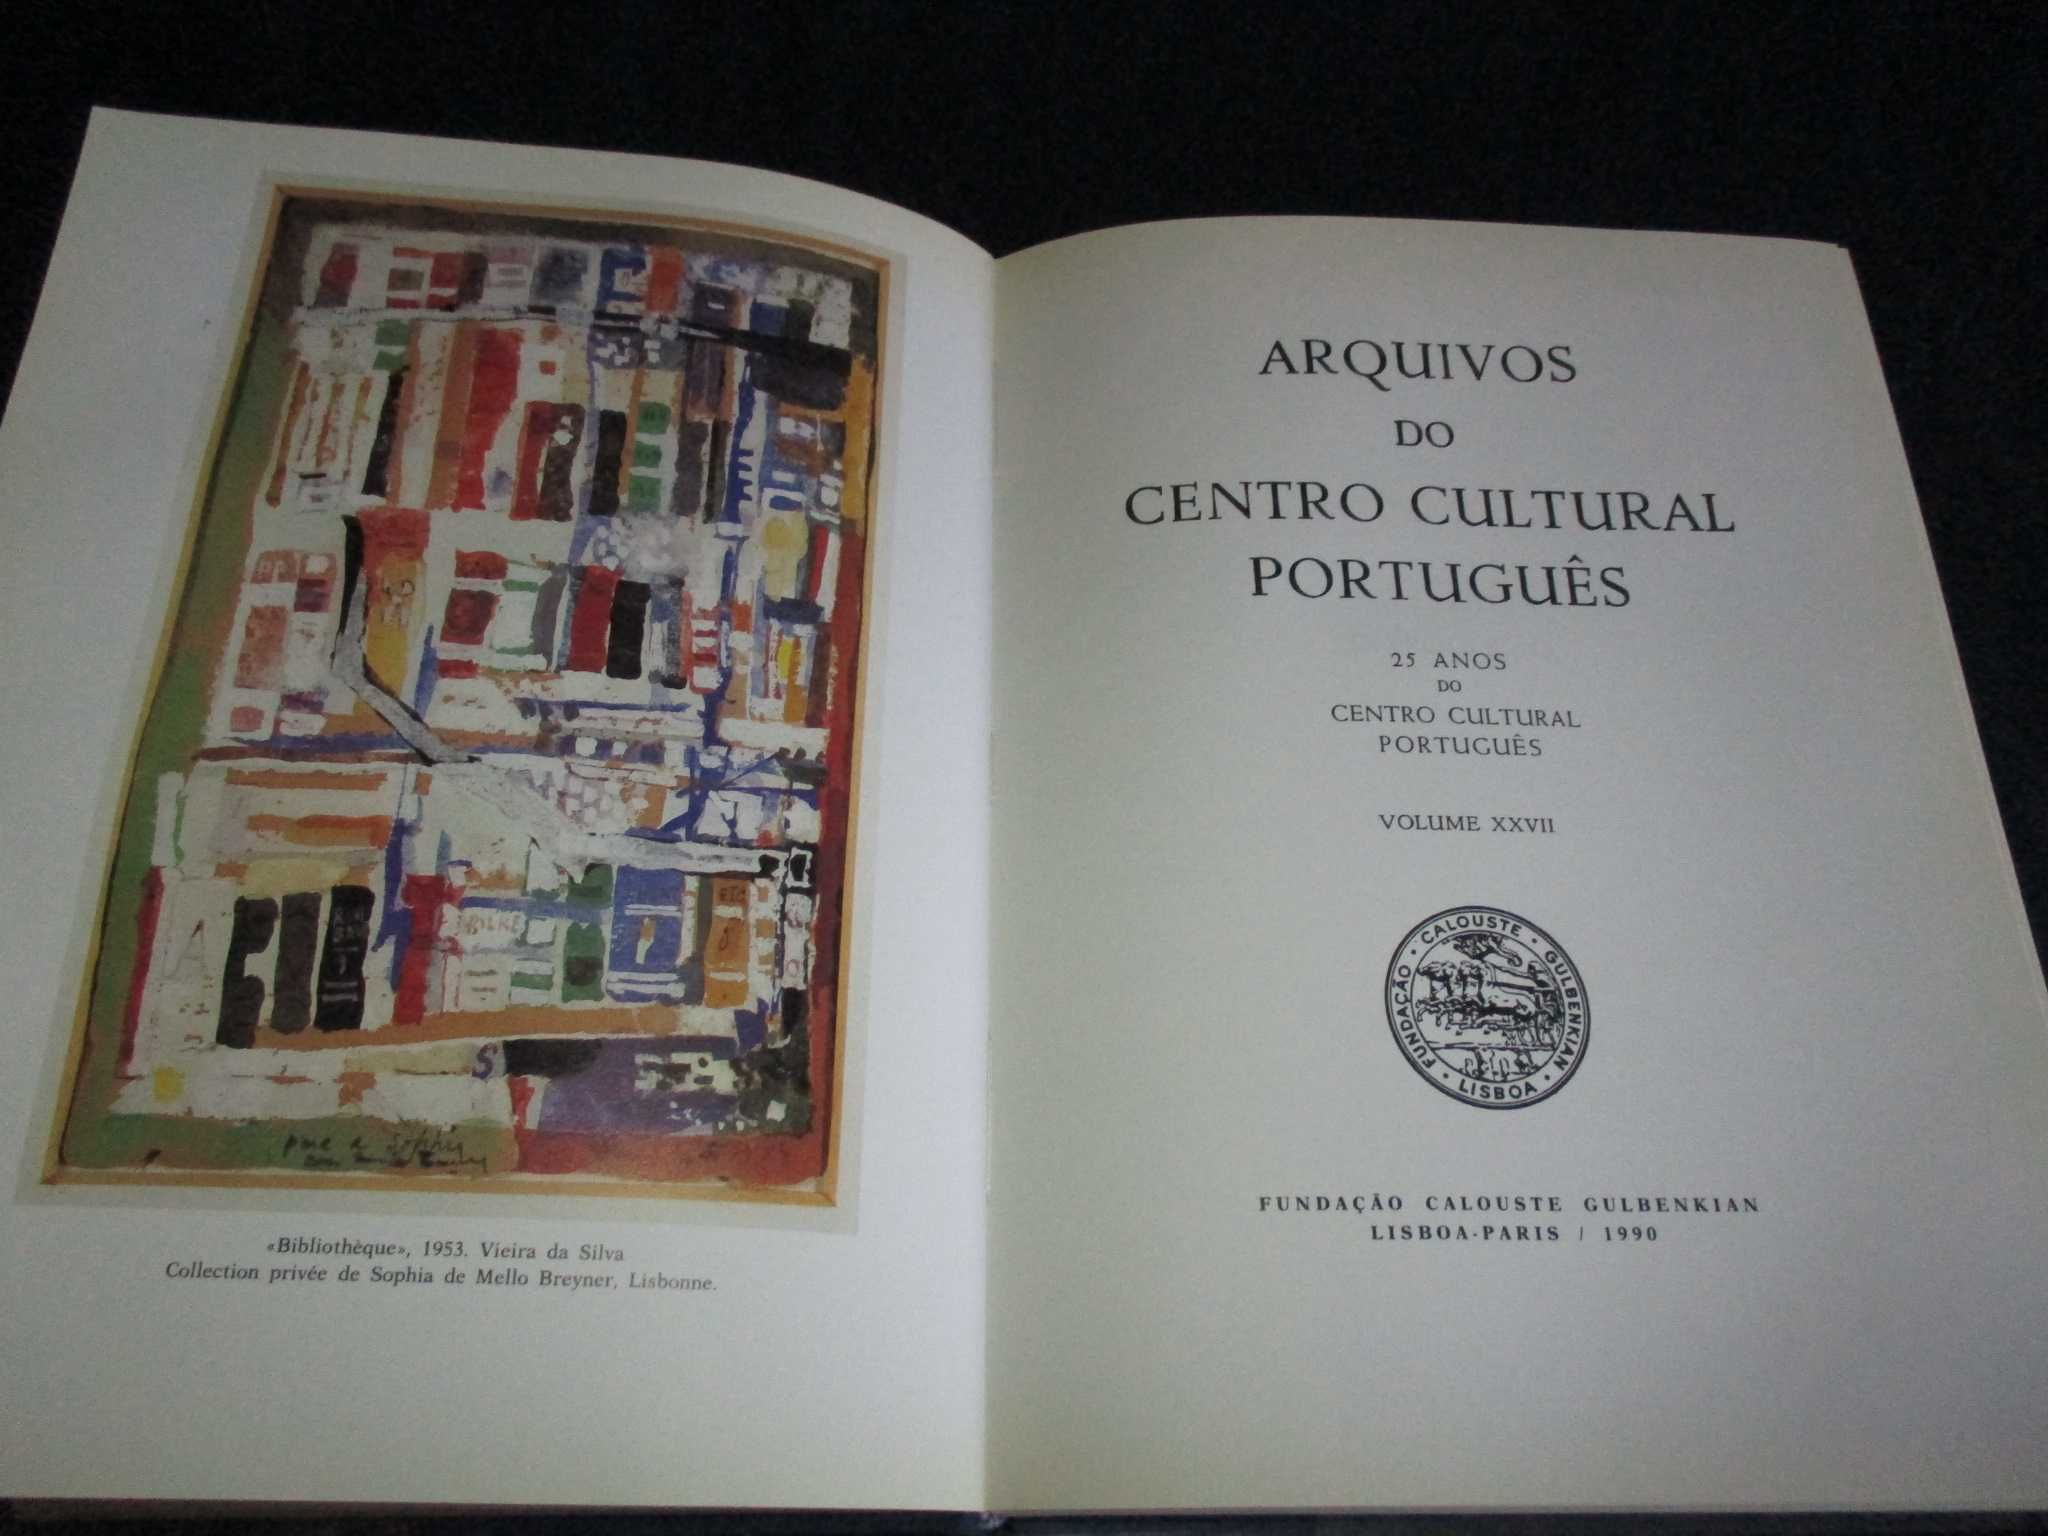 RILKE
S
«Bibliothèque», 1953. Vieira da Silva
Collection privée de Sophia de Mello Breyner, Lisbonne.
ARQUIVOS
DO
CENTRO CULTURAL
PORTUGUÊS
25 ANOS
DO
CENTRO CULTURAL
PORTUGUÊS
VOLUME XXVII
FUNDAÇÃO · CALOUSTE · GULBENKIAN · LISBOA ·
FUNDAÇÃO CALOUSTE GULBENKIAN
LISBOA-PARIS / 1990